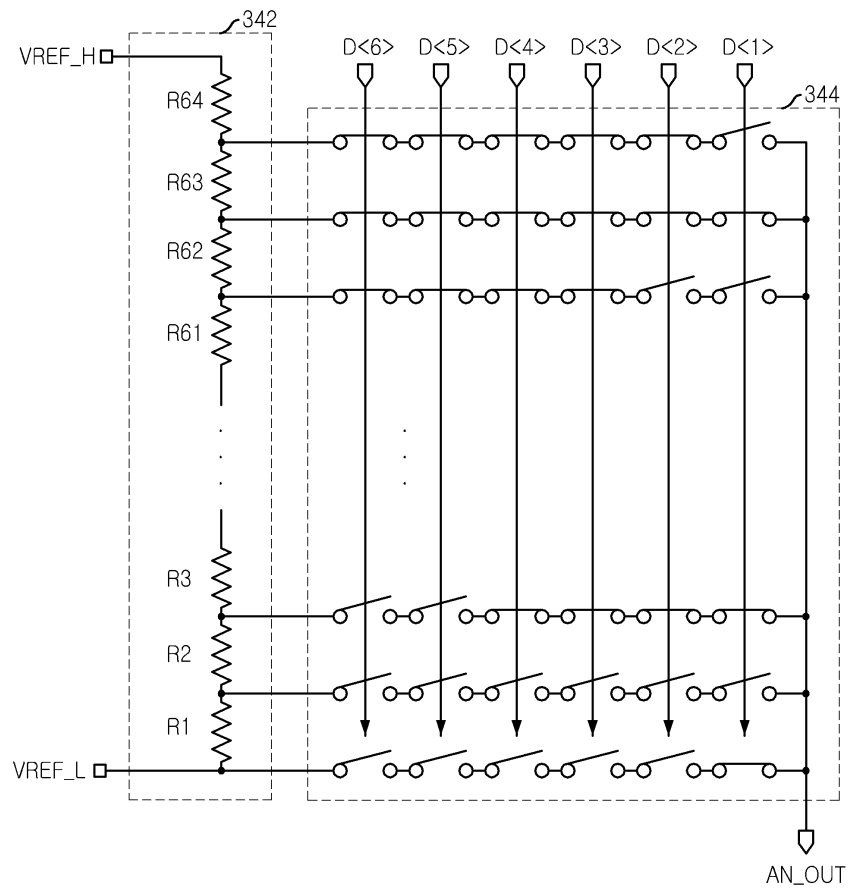 342
VREF_H
D<6> D<5> D<4> D<3> D<2> D<1>
R64
344
R63
R62
R61
R3
R2
R1
VREF_L
AN_OUT